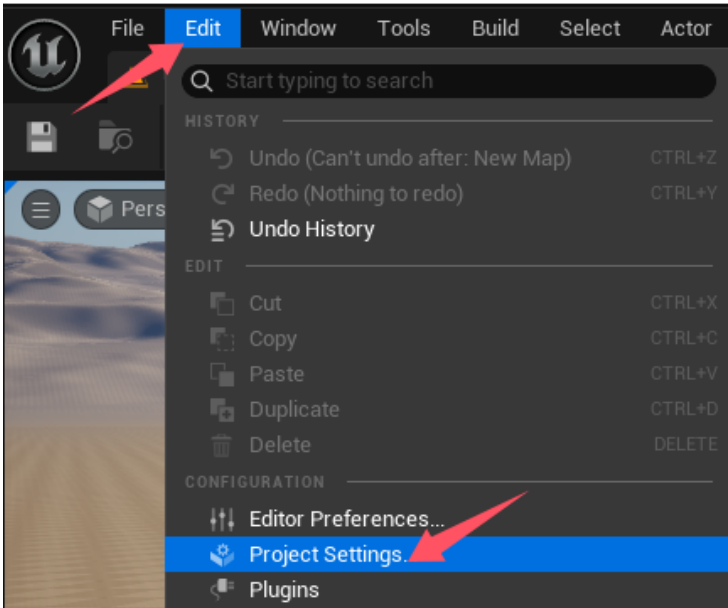 File Edit Window Tools Build Select Actor
Start typing to search
HISTORY
Undo (Can't undo after: New Map) CTRL+Z
Redo (Nothing to redo) CTRL+Y
Pers
Undo History
EDIT
Cut CTRL+X
Copy CTRL+C
Paste CTRL+V
Duplicate CTRL+D
Delete DELETE
CONFIGURATION
Editor Preferences...
Project Settings.
Plugins